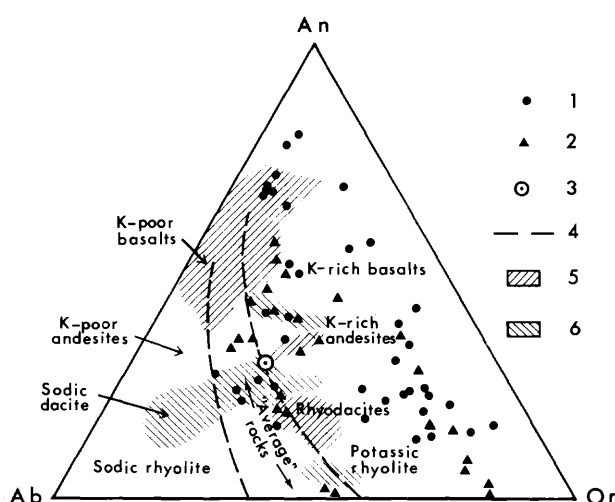 An
1
2
3
4
5
6
K-poor
basalts
K-rich basalts
K-poor
andesites
K-rich
andesites
Sodic
dacite
Rhyodacites
"Average"
rocks
Sodic rhyolite
Potassic
rhyolite
Ab
Or